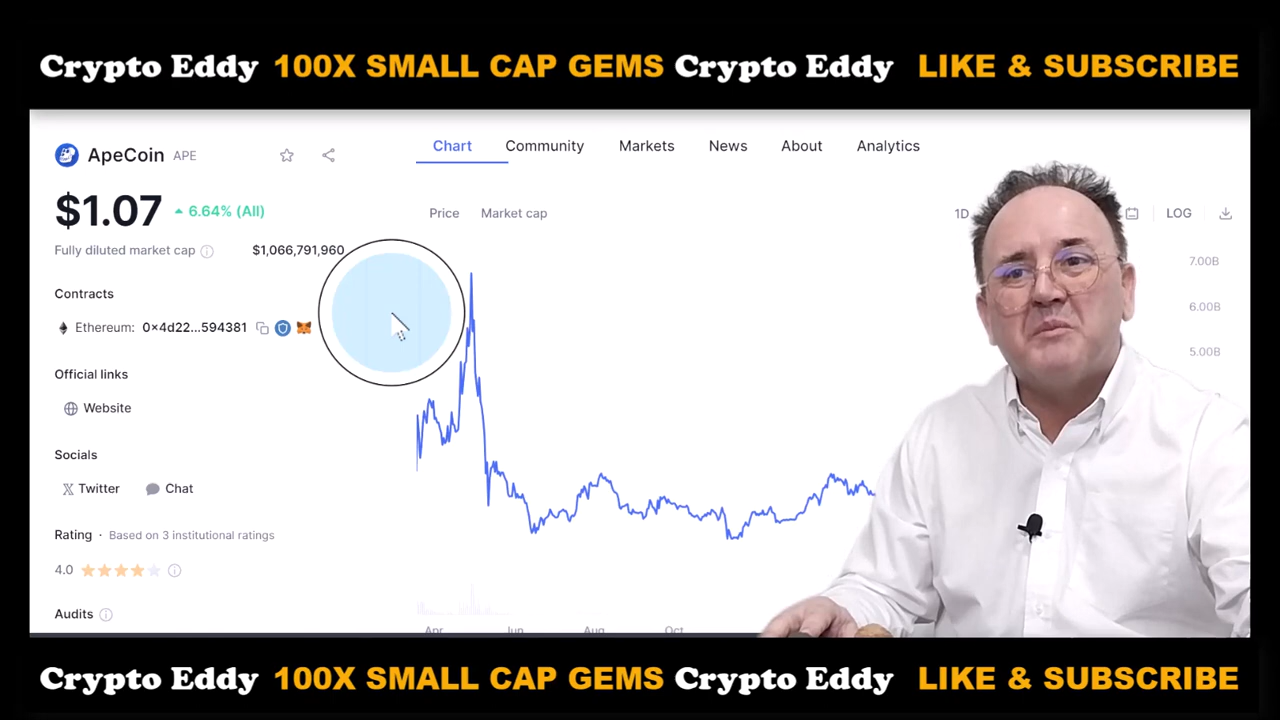 Crypto Eddy 100X SMALL CAP GEMS Crypto Eddy LIKE & SUBSCRIBE
ApeCoin APE
Chart Community Markets News About Analytics
$1.07 6.64% (All)
Price Market cap
1D LOG
Fully diluted market cap $1,066,791,960
7.00B
Contracts
6.00B
Ethereum: 0x4d22...594381
5.00B
Official links
Website
Socials
Twitter Chat
Rating · Based on 3 institutional ratings
4.0
Audits
Apr Jun Aug Oct
Crypto Eddy 100X SMALL CAP GEMS Crypto Eddy LIKE & SUBSCRIBE